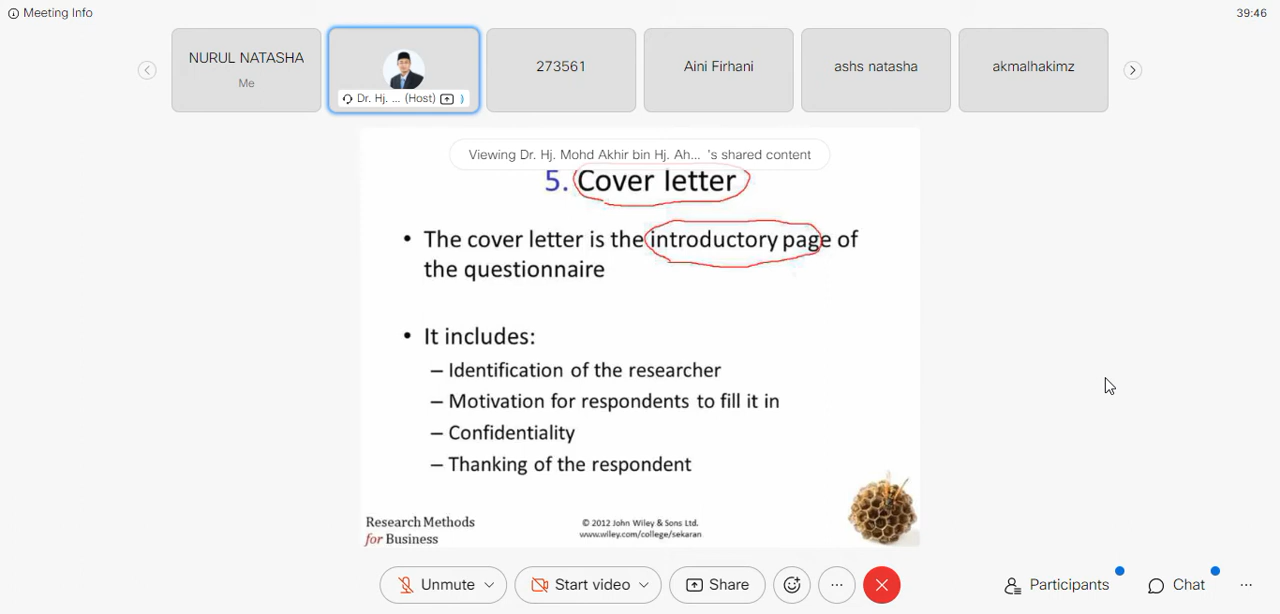 Meeting Info
39:46
NURUL NATASHA
Me
Dr. Hj. ... (Host)
273561
Aini Firhani
ashs natasha
akmalhakimz
Viewing Dr. Hj. Mohd Akhir bin Hj. Ah... 's shared content
5. Cover letter
• The cover letter is the introductory page of
the questionnaire
• It includes:
– Identification of the researcher
– Motivation for respondents to fill it in
– Confidentiality
– Thanking of the respondent
Research Methods
for Business
© 2012 John Wiley & Sons Ltd.
www.wiley.com/college/sekaran
Unmute
Start video
Share
Participants
Chat